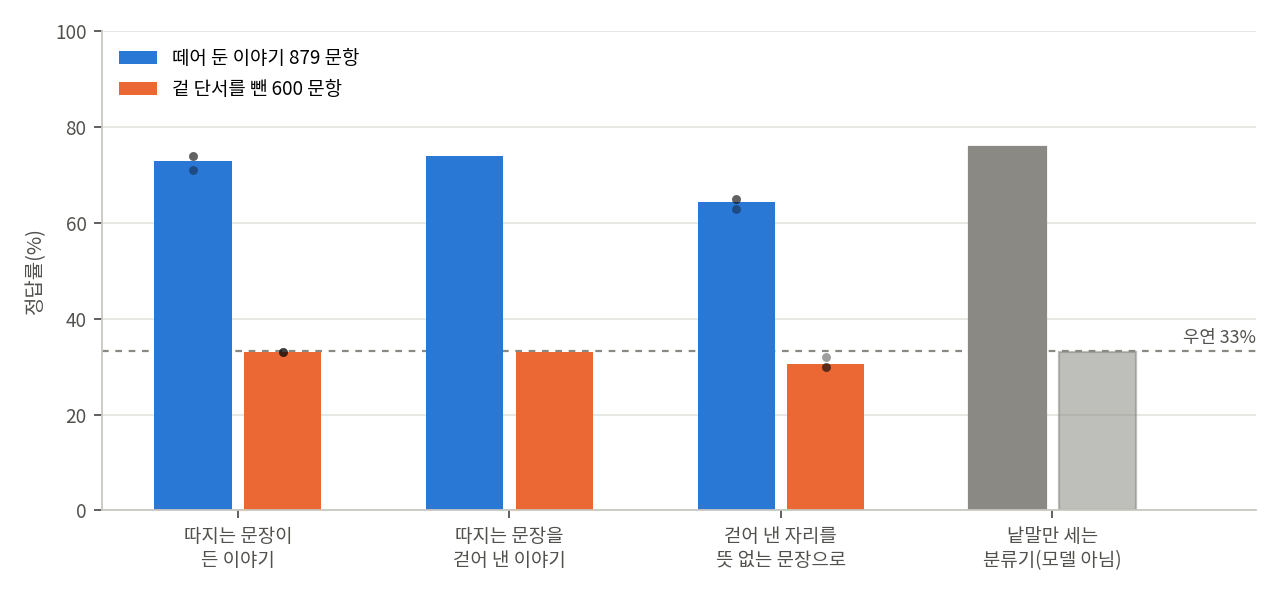 100
80
60
40
20
0
정답률(%)
떼어 둔 이야기 879 문항
겉 단서를 뺀 600 문항
우연 33%
따지는 문장이
든 이야기
따지는 문장을
걷어 낸 이야기
걷어 낸 자리를
뜻 없는 문장으로
낱말만 세는
분류기(모델 아님)